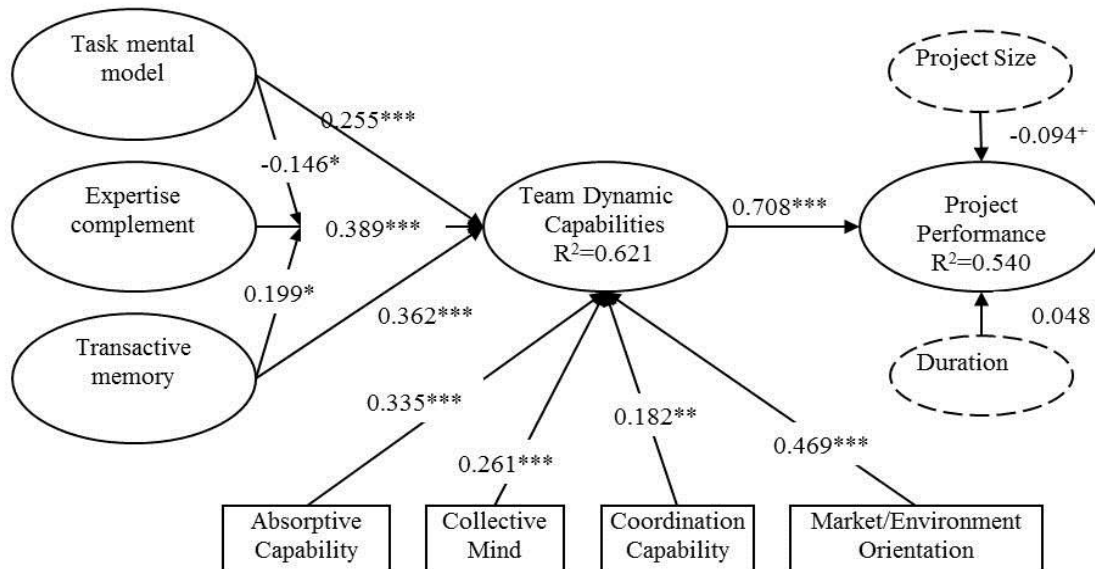 Task mental
model
Project Size
0.255***
-0.094⁺
-0.146*
Expertise
complement
0.389***
Team Dynamic
Capabilities
R²=0.621
0.708***
Project
Performance
R²=0.540
0.199*
0.362***
0.048
Transactive
memory
Duration
0.335***
0.182**
0.261***
0.469***
Absorptive
Capability
Collective
Mind
Coordination
Capability
Market/Environment
Orientation